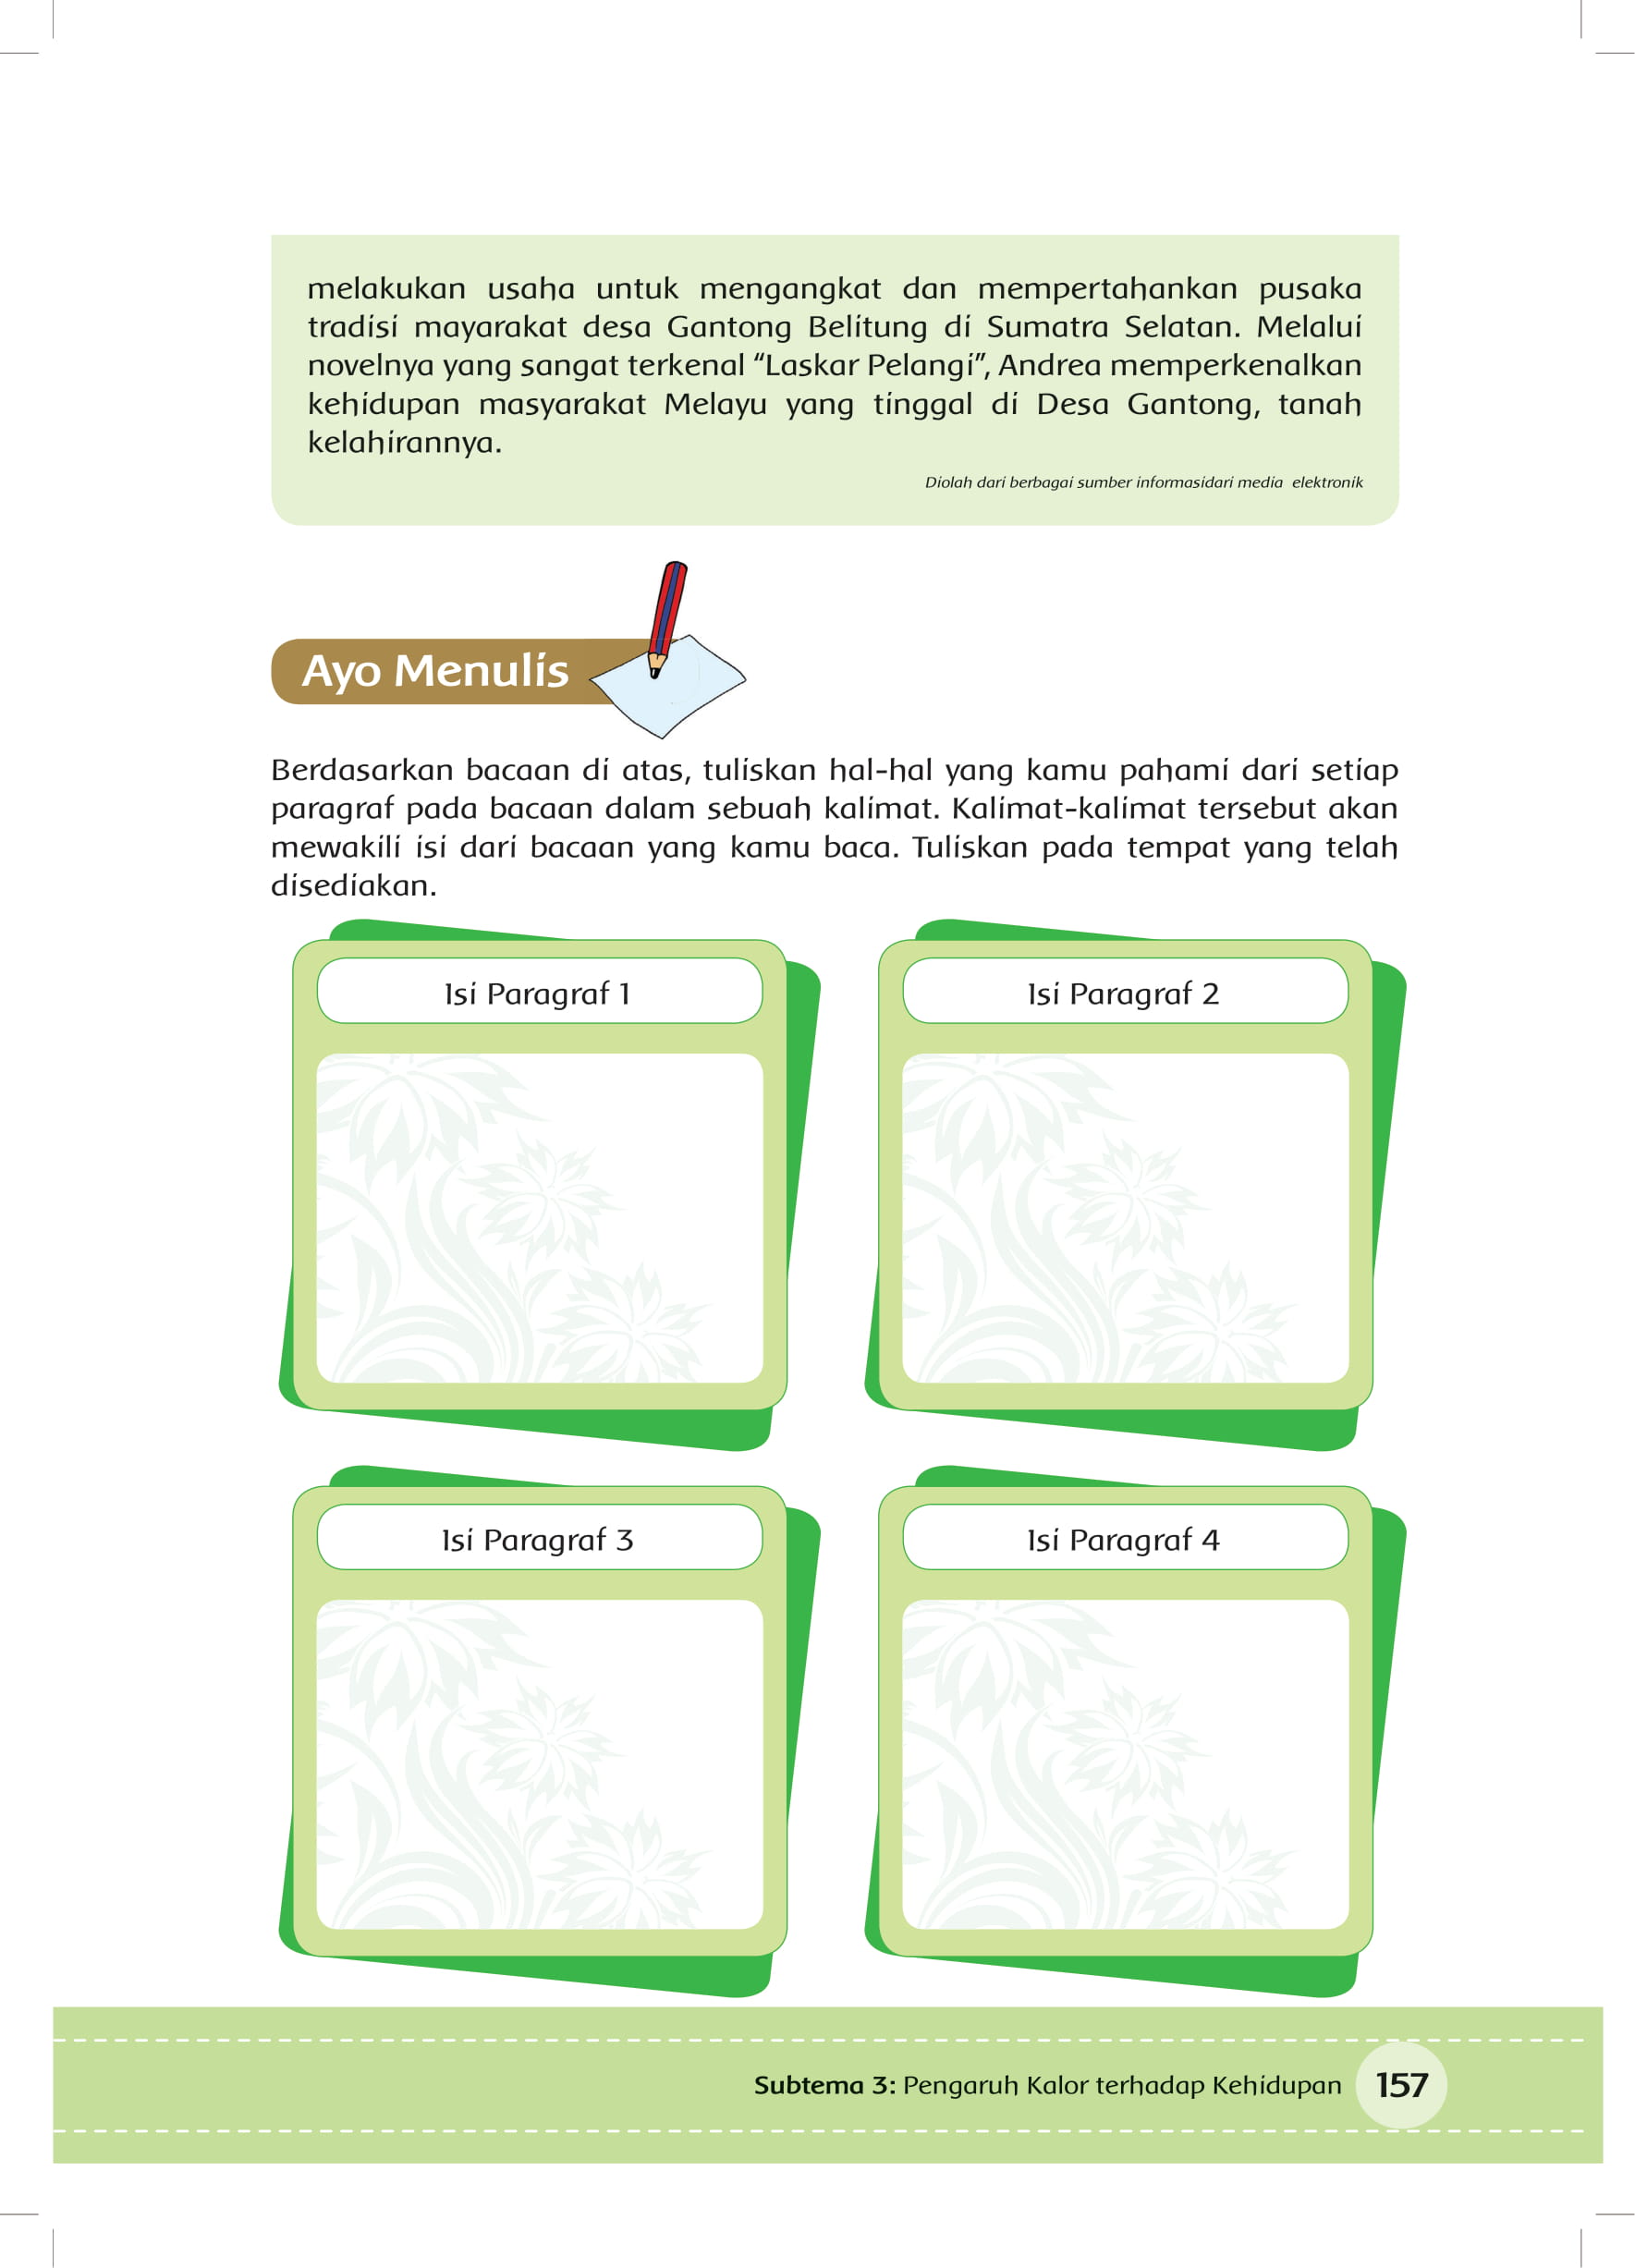 melakukan usaha untuk mengangkat dan mempertahankan pusaka
tradisi mayarakat desa Gantong Belitung di Sumatra Selatan. Melalui
novelnya yang sangat terkenal “Laskar Pelangi”, Andrea memperkenalkan
kehidupan masyarakat Melayu yang tinggal di Desa Gantong, tanah
kelahirannya.
Diolah dari berbagai sumber informasidari media elektronik
Ayo Menulis
Berdasarkan bacaan di atas, tuliskan hal-hal yang kamu pahami dari setiap
paragraf pada bacaan dalam sebuah kalimat. Kalimat-kalimat tersebut akan
mewakili isi dari bacaan yang kamu baca. Tuliskan pada tempat yang telah
disediakan.
Isi Paragraf 1
Isi Paragraf 2
Isi Paragraf 3
Isi Paragraf 4
Subtema 3: Pengaruh Kalor terhadap Kehidupan
157